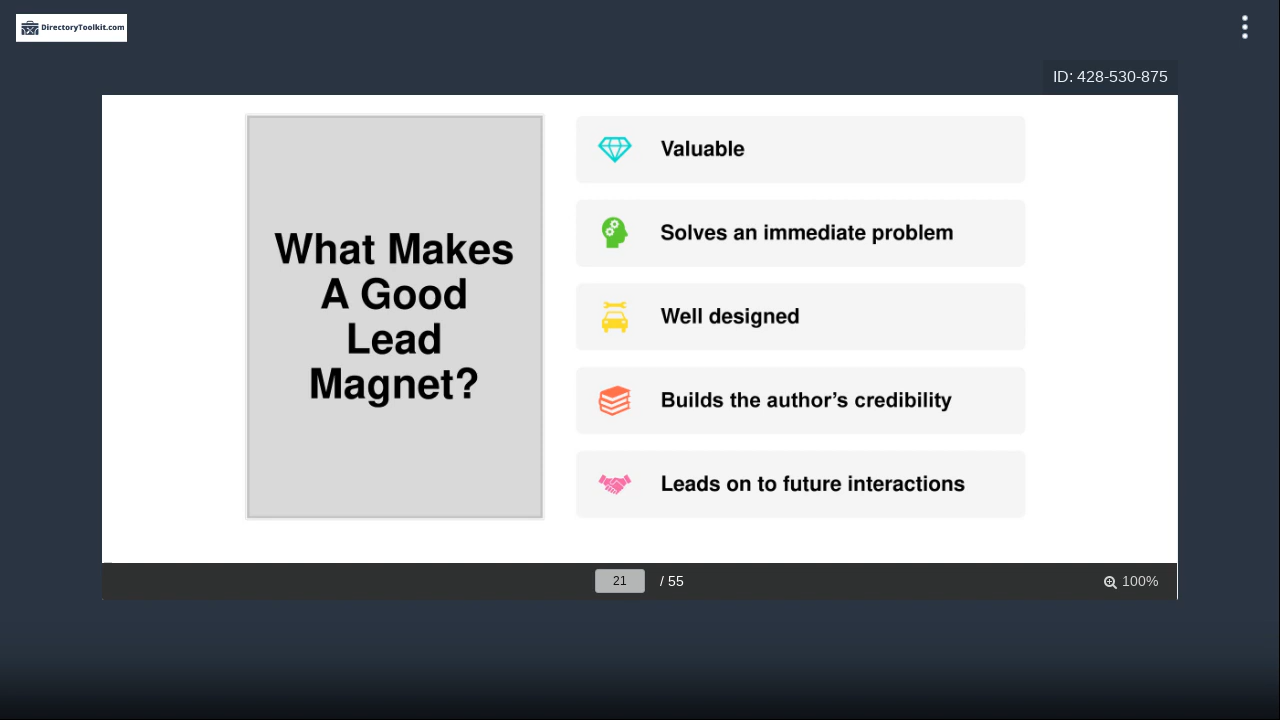 DirectoryToolkit.com
ID: 428-530-875
What Makes
A Good
Lead
Magnet?
Valuable
Solves an immediate problem
Well designed
Builds the author’s credibility
Leads on to future interactions
21 / 55
100%